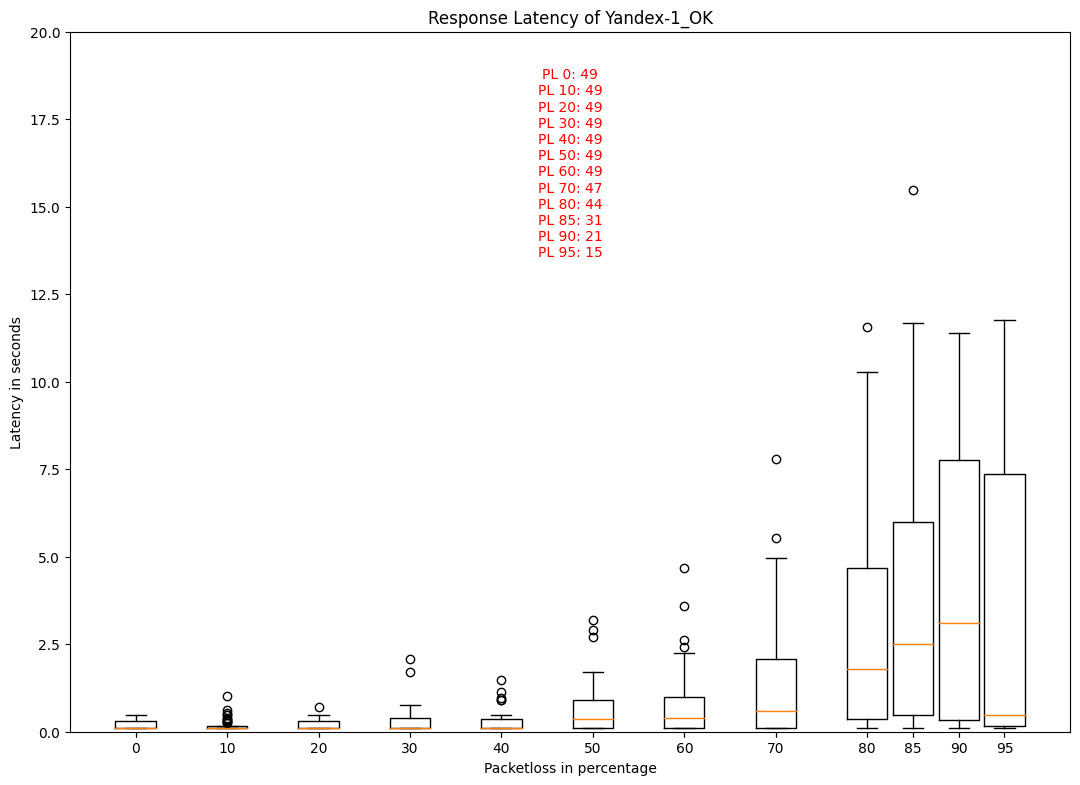 Response Latency of Yandex-1_OK
20.0
17.5
15.0
12.5
10.0
7.5
5.0
2.5
0.0
Latency in seconds
PL 0: 49
PL 10: 49
PL 20: 49
PL 30: 49
PL 40: 49
PL 50: 49
PL 60: 49
PL 70: 47
PL 80: 44
PL 85: 31
PL 90: 21
PL 95: 15
0 10 20 30 40 50 60 70 80 85 90 95
Packetloss in percentage